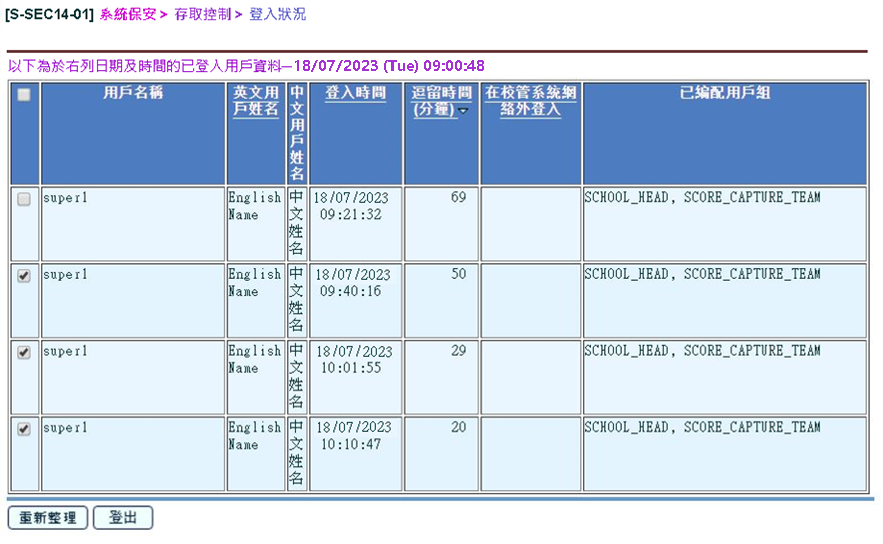 [S-SEC14-01] 系統保安 > 存取控制 > 登入狀況
以下為於右列日期及時間的已登入用戶資料—18/07/2023 (Tue) 09:00:48
用戶名稱
英文用
戶姓名
中
文
用
戶
姓
名
登入時間
逗留時間
(分鐘)
在校管系統網
絡外登入
已編配用戶組
super1
English
Name
中
文
姓
名
18/07/2023
09:21:32
69
SCHOOL_HEAD, SCORE_CAPTURE_TEAM
super1
English
Name
中
文
姓
名
18/07/2023
09:40:16
50
SCHOOL_HEAD, SCORE_CAPTURE_TEAM
super1
English
Name
中
文
姓
名
18/07/2023
10:01:55
29
SCHOOL_HEAD, SCORE_CAPTURE_TEAM
super1
English
Name
中
文
姓
名
18/07/2023
10:10:47
20
SCHOOL_HEAD, SCORE_CAPTURE_TEAM
重新整理 登出